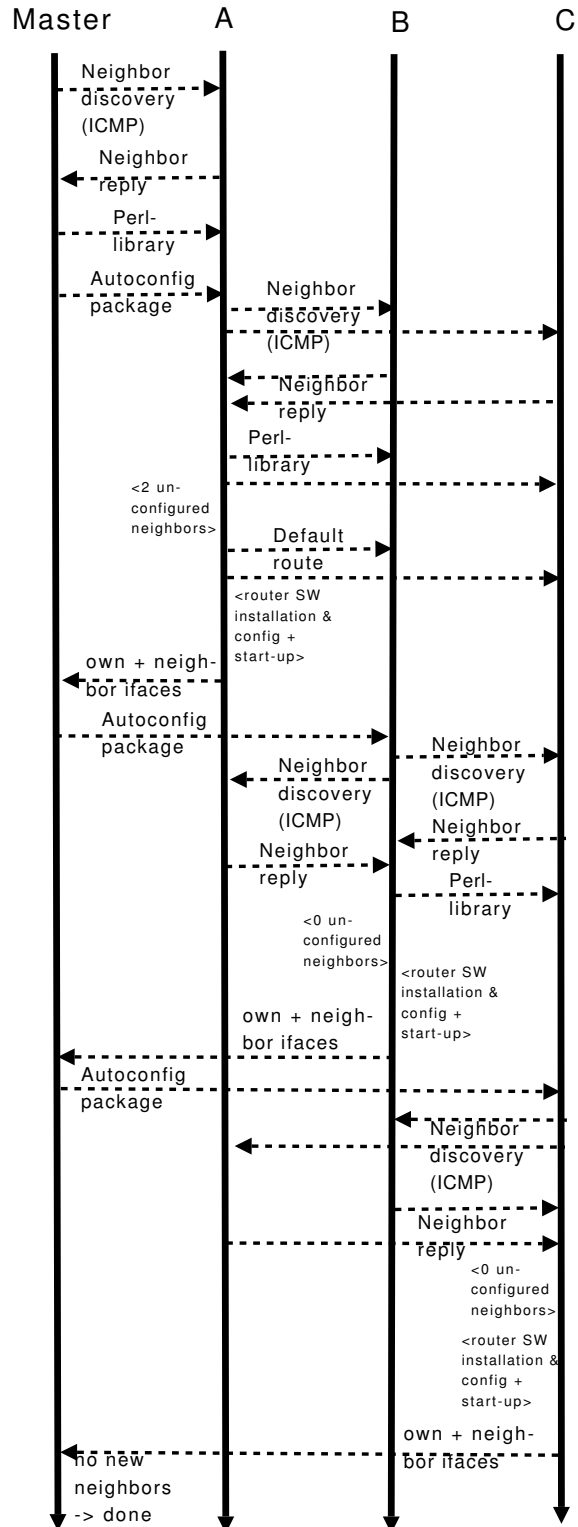 Master A B C
Neighbor
discovery
(ICMP)
Neighbor
reply
Perl-
library
Autoconfig
package
Neighbor
discovery
(ICMP)
Neighbor
reply
Perl-
library
<2 un-
configured
neighbors>
Default
route
<router SW
installation &
config +
start-up>
own + neigh-
bor ifaces
Autoconfig
package
Neighbor
discovery
(ICMP)
Neighbor
discovery
(ICMP)
Neighbor
reply
Neighbor
reply
Perl-
library
<0 un-
configured
neighbors>
<router SW
installation &
config +
start-up>
own + neigh-
bor ifaces
Autoconfig
package
Neighbor
discovery
(ICMP)
Neighbor
reply
<0 un-
configured
neighbors>
<router SW
installation &
config +
start-up>
own + neigh-
bor ifaces
no new
neighbors
-> done